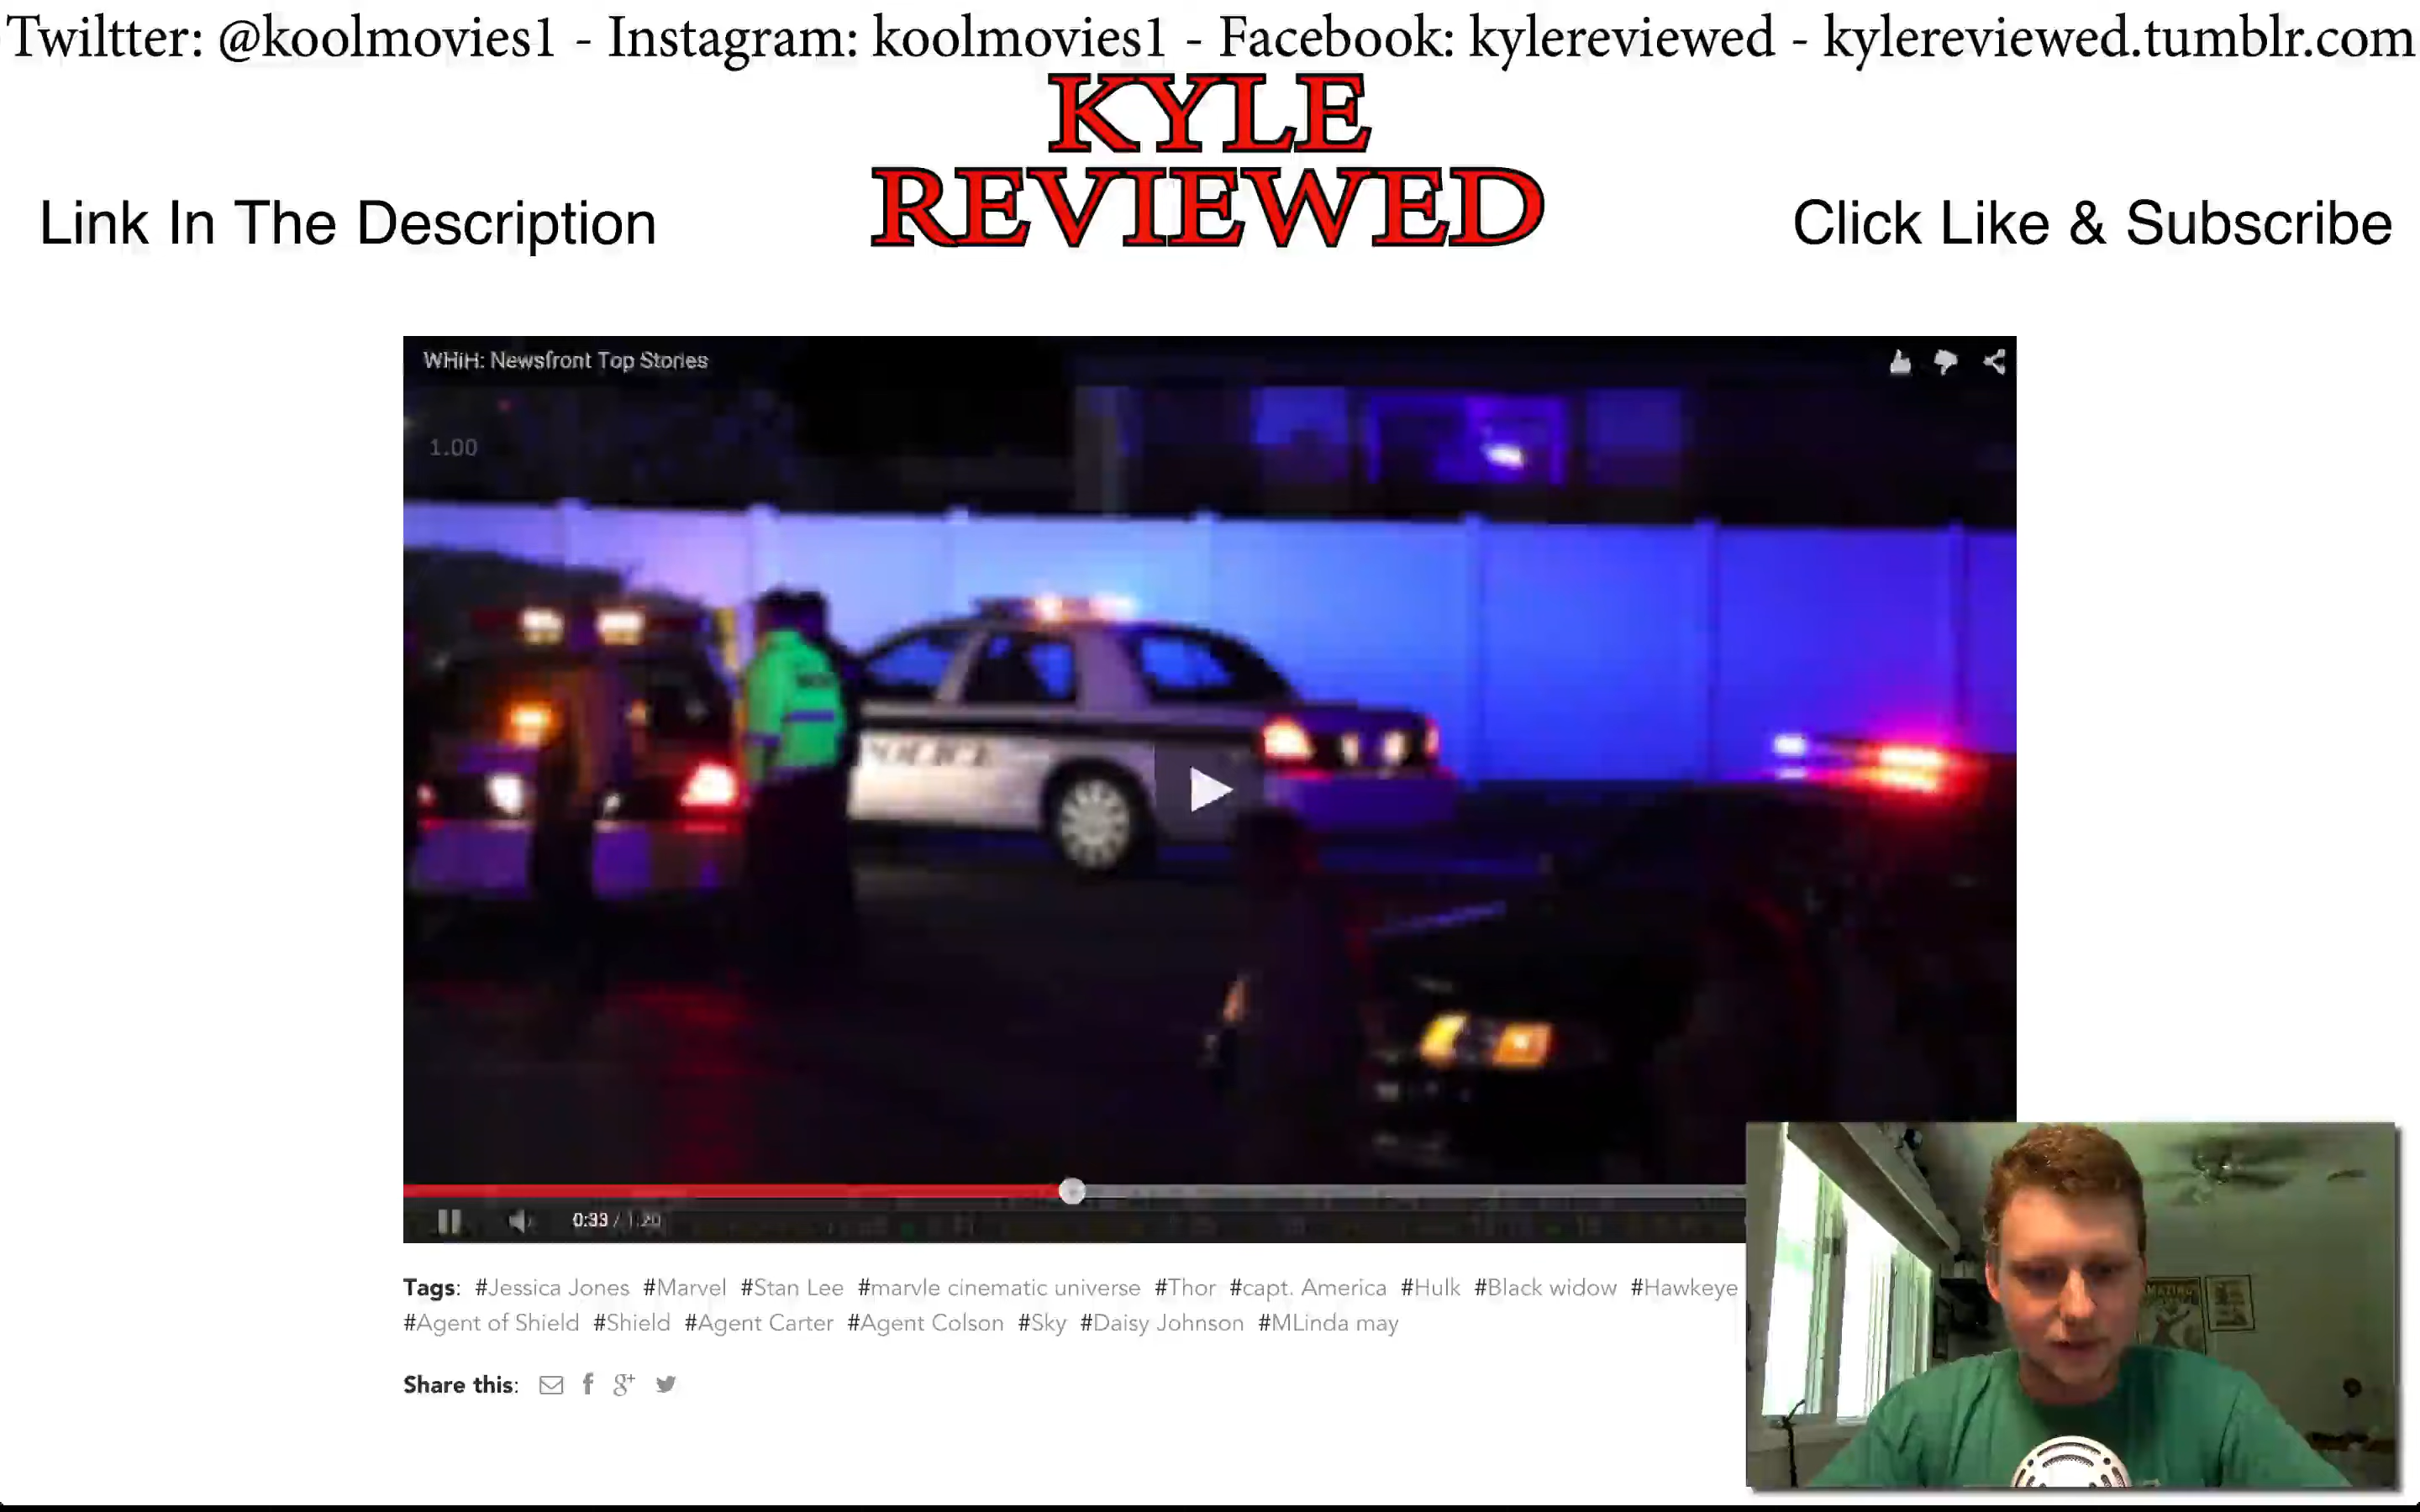 Twiltter: @koolmovies1 - Instagram: koolmovies1 - Facebook: kylereviewed - kylereviewed.tumblr.com
KYLE
REVIEWED
Link In The Description
Click Like & Subscribe
WHiH: Newsfront Top Stories
1.00
POLICE
0:33 / 1:20
Tags: #Jessica Jones #Marvel #Stan Lee #marvle cinematic universe #Thor #capt. America #Hulk #Black widow #Hawkeye
#Agent of Shield #Shield #Agent Carter #Agent Colson #Sky #Daisy Johnson #MLinda may
Share this: